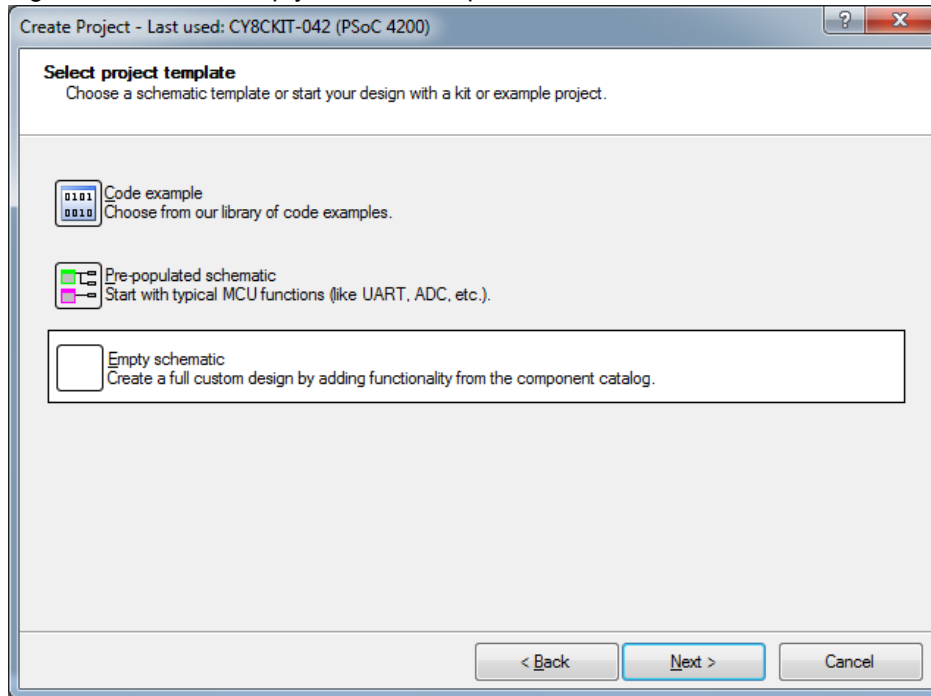 Create Project - Last used: CY8CKIT-042 (PSoC 4200)
? X
Select project template
Choose a schematic template or start your design with a kit or example project.
0101
0010
Code example
Choose from our library of code examples.
Pre-populated schematic
Start with typical MCU functions (like UART, ADC, etc.).
Empty schematic
Create a full custom design by adding functionality from the component catalog.
< Back Next > Cancel